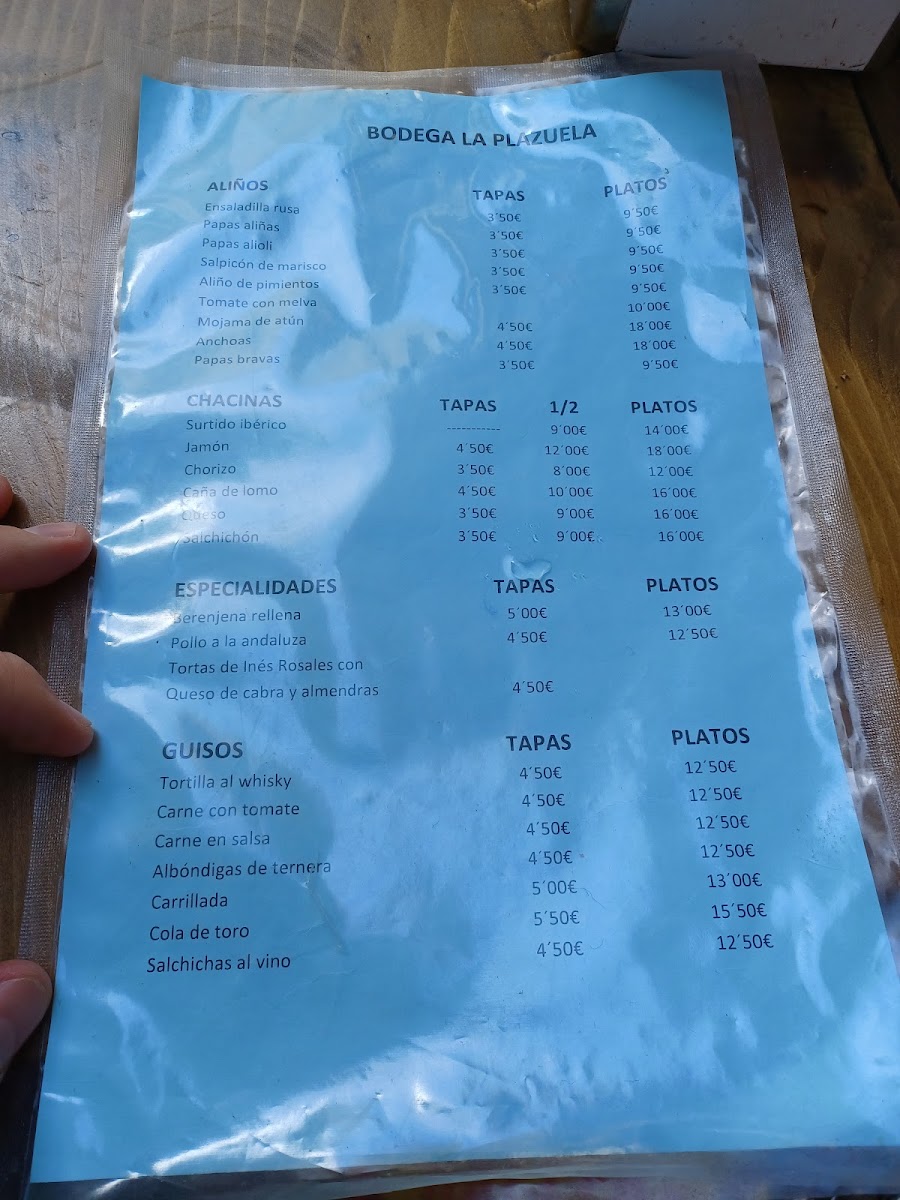 BODEGA LA PLAZUELA
ALIÑOS TAPAS PLATOS
Ensaladilla rusa 3´50€ 9´50€
Papas aliñas 3´50€ 9´50€
Papas alioli 3´50€ 9´50€
Salpicón de marisco 3´50€ 9´50€
Aliño de pimientos 3´50€ 9´50€
Tomate con melva 10´00€
Mojama de atún 4´50€ 18´00€
Anchoas 4´50€ 18´00€
Papas bravas 3´50€ 9´50€
CHACINAS TAPAS 1/2 PLATOS
Surtido ibérico ----------- 9´00€ 14´00€
Jamón 4´50€ 12´00€ 18´00€
Chorizo 3´50€ 8´00€ 12´00€
Caña de lomo 4´50€ 10´00€ 16´00€
Queso 3´50€ 9´00€ 16´00€
Salchichón 3´50€ 9´00€ 16´00€
ESPECIALIDADES TAPAS PLATOS
Berenjena rellena 5´00€ 13´00€
Pollo a la andaluza 4´50€ 12´50€
Tortas de Inés Rosales con
Queso de cabra y almendras 4´50€
GUISOS TAPAS PLATOS
Tortilla al whisky 4´50€ 12´50€
Carne con tomate 4´50€ 12´50€
Carne en salsa 4´50€ 12´50€
Albóndigas de ternera 4´50€ 12´50€
Carrillada 5´00€ 13´00€
Cola de toro 5´50€ 15´50€
Salchichas al vino 4´50€ 12´50€